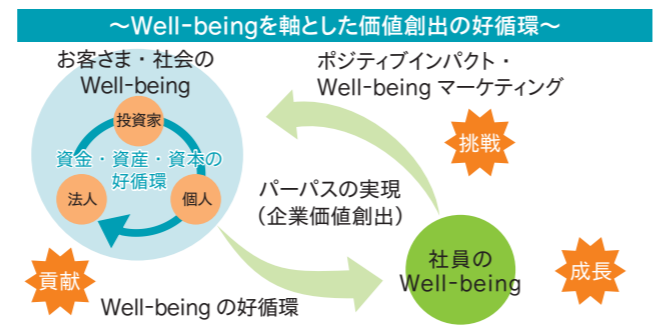 ～Well-beingを軸とした価値創出の好循環～
お客さま・社会の
Well-being
投資家
資金・資産・資本の
好循環
法人
個人
ポジティブインパクト・
Well-being マーケティング
挑戦
パーパスの実現
（企業価値創出）
社員の
Well-being
成長
貢献
Well-being の好循環